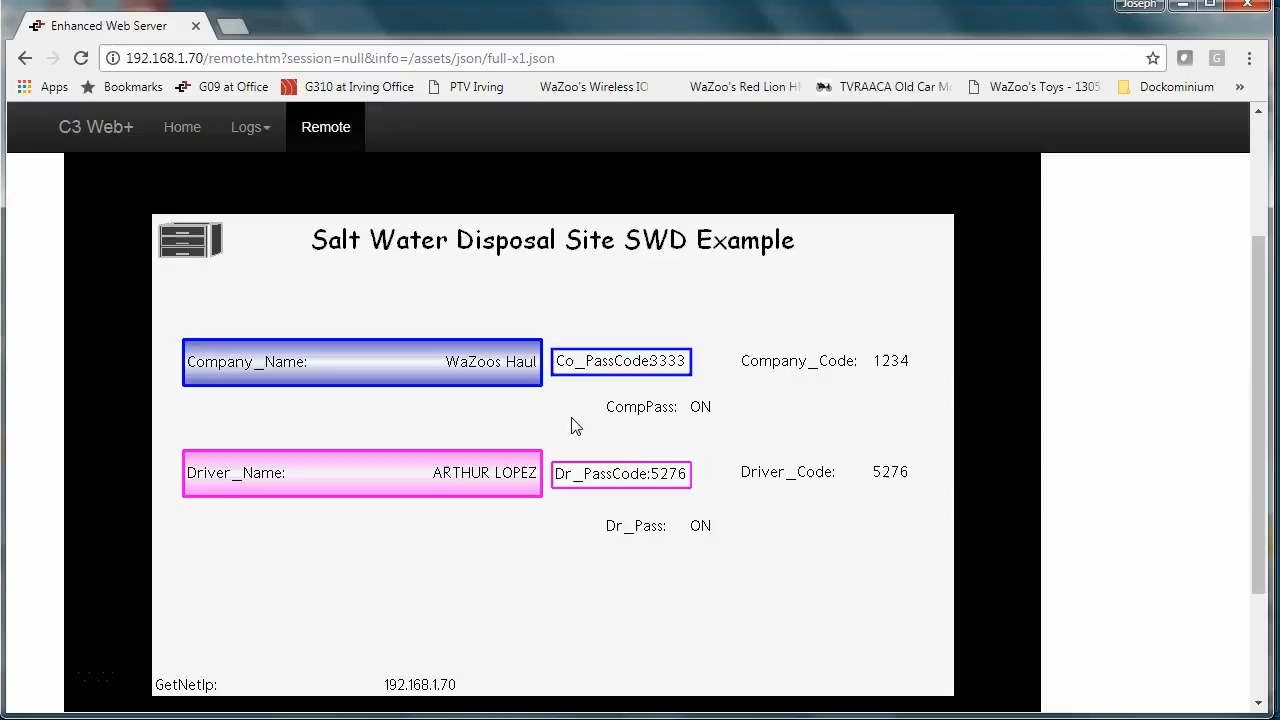 Joseph
Enhanced Web Server
192.168.1.70/remote.htm?session=null&info=/assets/json/full-x1.json
G
Apps Bookmarks G09 at Office G310 at Irving Office PTV Irving WaZoo's Wireless IO WaZoo's Red Lion H TVRAACA Old Car M WaZoo's Toys - 1305 Dockominium »
C3 Web+ Home Logs Remote
Salt Water Disposal Site SWD Example
Company_Name: WaZoos Haul Co_PassCode:3333 Company_Code: 1234
CompPass: ON
Driver_Name: ARTHUR LOPEZ Dr_PassCode:5276 Driver_Code: 5276
Dr_Pass: ON
GetNetIp: 192.168.1.70